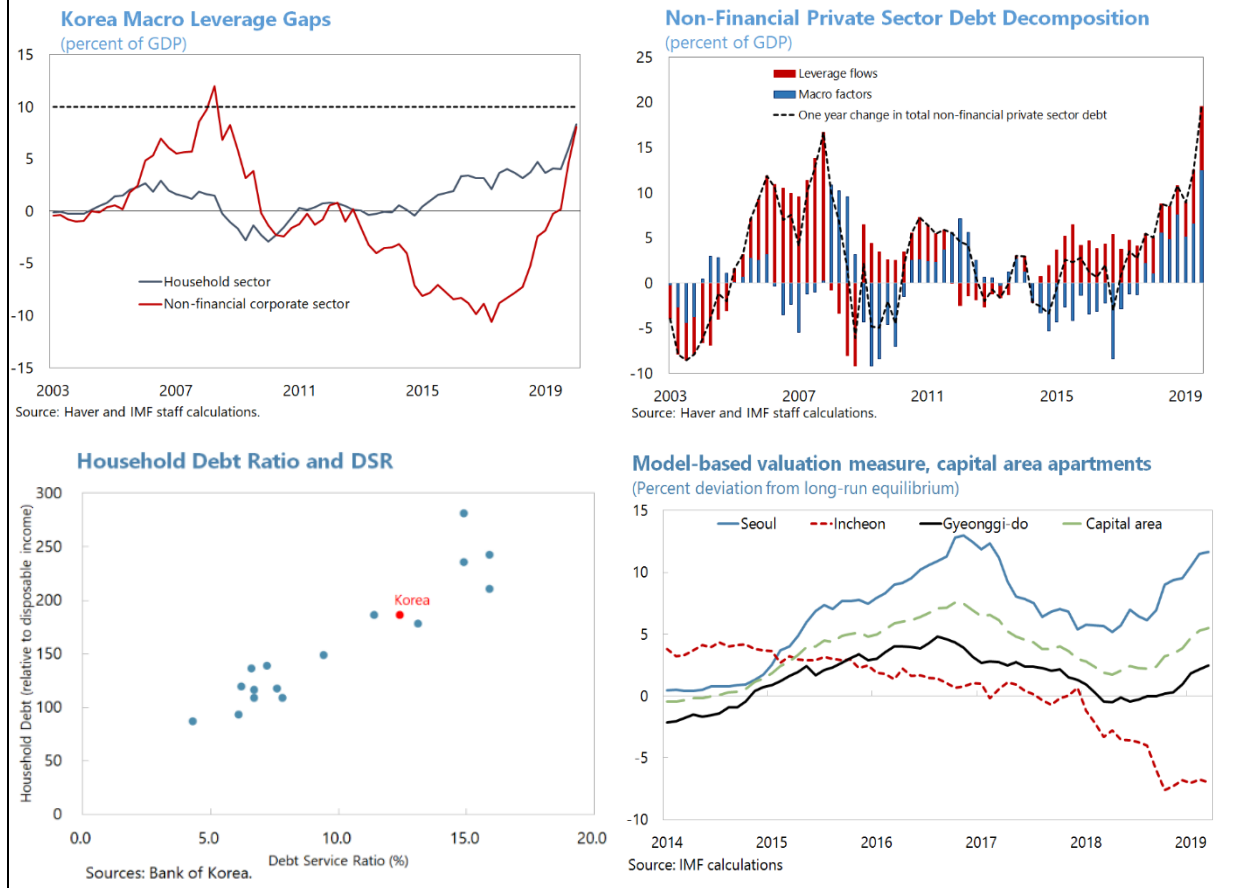 Korea Macro Leverage Gaps
(percent of GDP)
15
10
5
0
-5
-10
-15
Household sector
Non-financial corporate sector
2003
2007
2011
2015
2019
Source: Haver and IMF staff calculations.
Non-Financial Private Sector Debt Decomposition
(percent of GDP)
25
20
15
10
5
0
-5
-10
Leverage flows
Macro factors
One year change in total non-financial private sector debt
2003
2007
2011
2015
2019
Source: Haver and IMF staff calculations.
Household Debt Ratio and DSR
Household Debt (relative to disposable income)
300
250
200
150
100
50
0
Korea
0.0
5.0
10.0
15.0
20.0
Debt Service Ratio (%)
Sources: Bank of Korea.
Model-based valuation measure, capital area apartments
(Percent deviation from long-run equilibrium)
15
10
5
0
-5
-10
Seoul
Incheon
Gyeonggi-do
Capital area
2014
2015
2016
2017
2018
2019
Source: IMF calculations